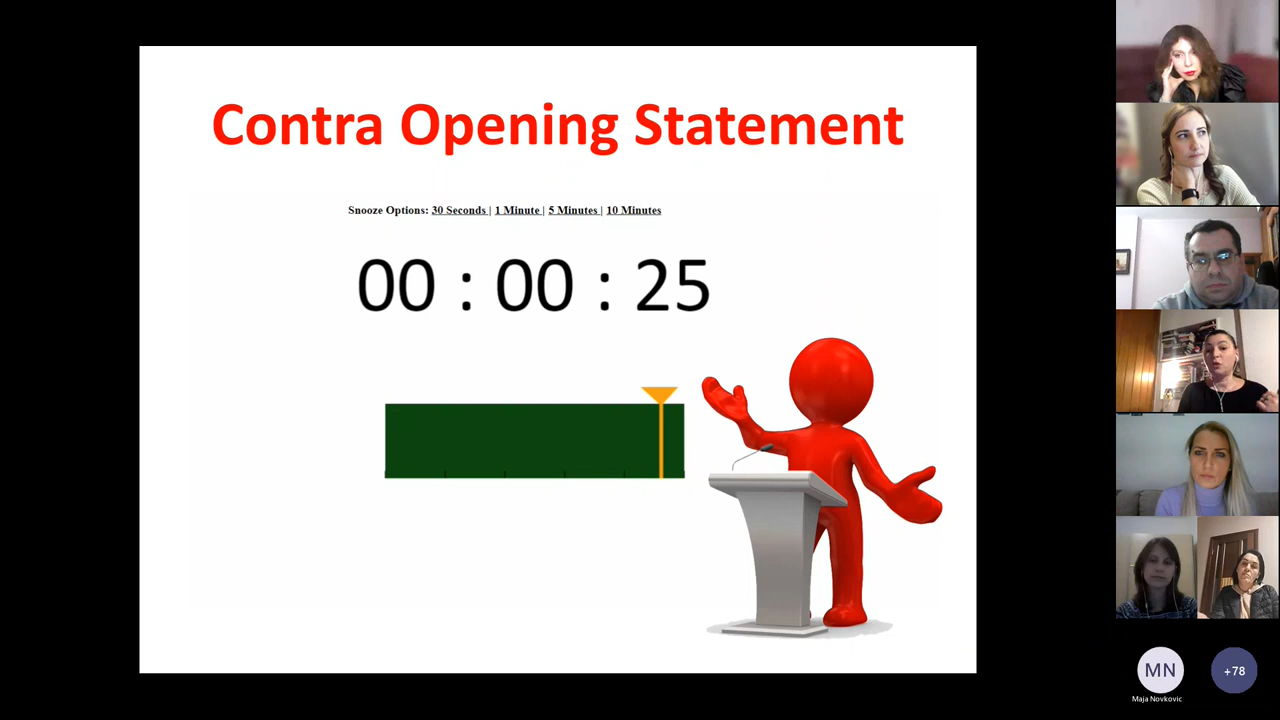 Contra Opening Statement
Snooze Options: 30 Seconds | 1 Minute | 5 Minutes | 10 Minutes
00 : 00 : 25
MN
+78
Maja Novkovic